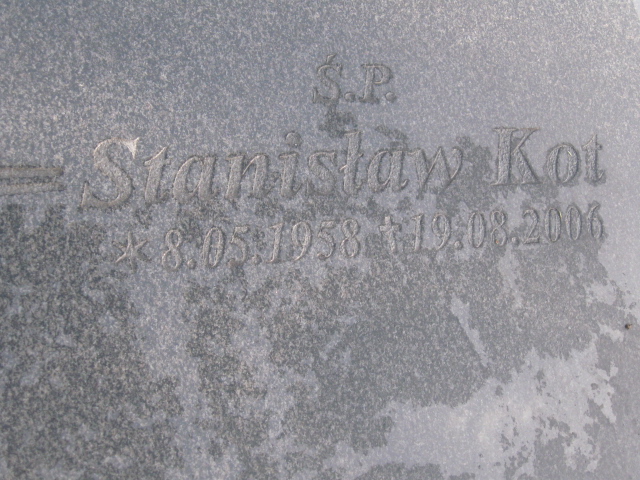 Ś.P.
Stanisław Kot
* 8.05.1958 † 19.08.2006